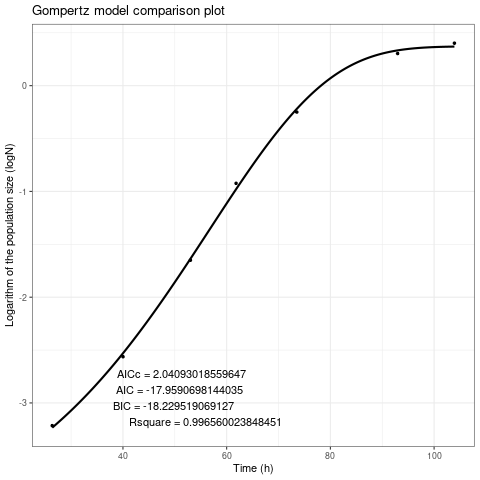 Gompertz model comparison plot
0
-1
-2
-3
Logarithm of the population size (logN)
AICc = 2.04093018559647
AIC = -17.9590698144035
BIC = -18.229519069127
Rsquare = 0.996560023848451
40 60 80 100
Time (h)